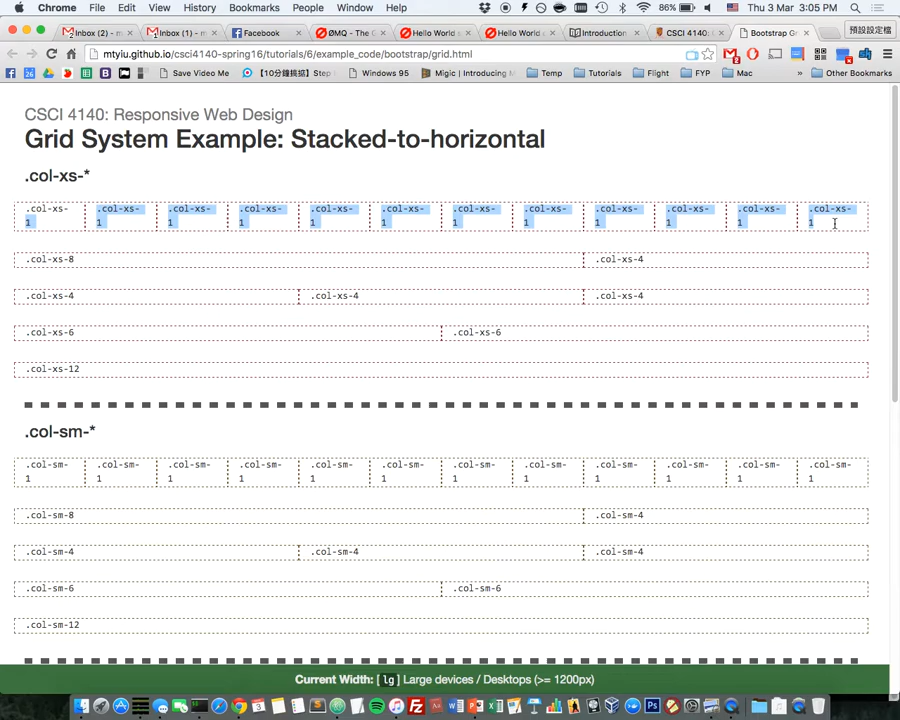 Chrome File Edit View History Bookmarks People Window Help 86% Thu 3 Mar 3:05 PM
Inbox (2) - m × Inbox (1) - m × Facebook × ØMQ - The G × Hello World × Hello World × Introduction × CSCI 4140: × Bootstrap Gr × 預設設定檔
mtyiu.github.io/csci4140-spring16/tutorials/6/example_code/bootstrap/grid.html
Save Video Me 【10分鐘搞] Step Windows 95 Migic | Introducing M Temp Tutorials Flight FYP Mac » Other Bookmarks
CSCI 4140: Responsive Web Design
Grid System Example: Stacked-to-horizontal
.col-xs-*
.col-xs- .col-xs- .col-xs- .col-xs- .col-xs- .col-xs- .col-xs- .col-xs- .col-xs- .col-xs- .col-xs- .col-xs-
1 1 1 1 1 1 1 1 1 1 1 1
.col-xs-8 .col-xs-4
.col-xs-4 .col-xs-4 .col-xs-4
.col-xs-6 .col-xs-6
.col-xs-12
.col-sm-*
.col-sm- .col-sm- .col-sm- .col-sm- .col-sm- .col-sm- .col-sm- .col-sm- .col-sm- .col-sm- .col-sm- .col-sm-
1 1 1 1 1 1 1 1 1 1 1 1
.col-sm-8 .col-sm-4
.col-sm-4 .col-sm-4 .col-sm-4
.col-sm-6 .col-sm-6
.col-sm-12
Current Width: [ lg ] Large devices / Desktops (>= 1200px)